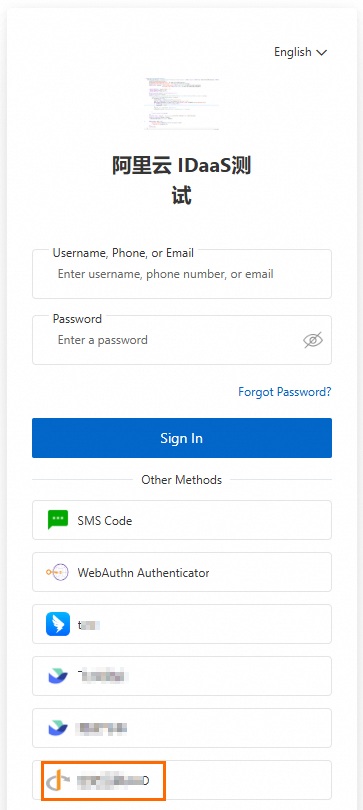 English
阿里云 IDaaS测
试
Username, Phone, or Email
Enter username, phone number, or email
Password
Enter a password
Forgot Password?
Sign In
Other Methods
SMS Code
WebAuthn Authenticator